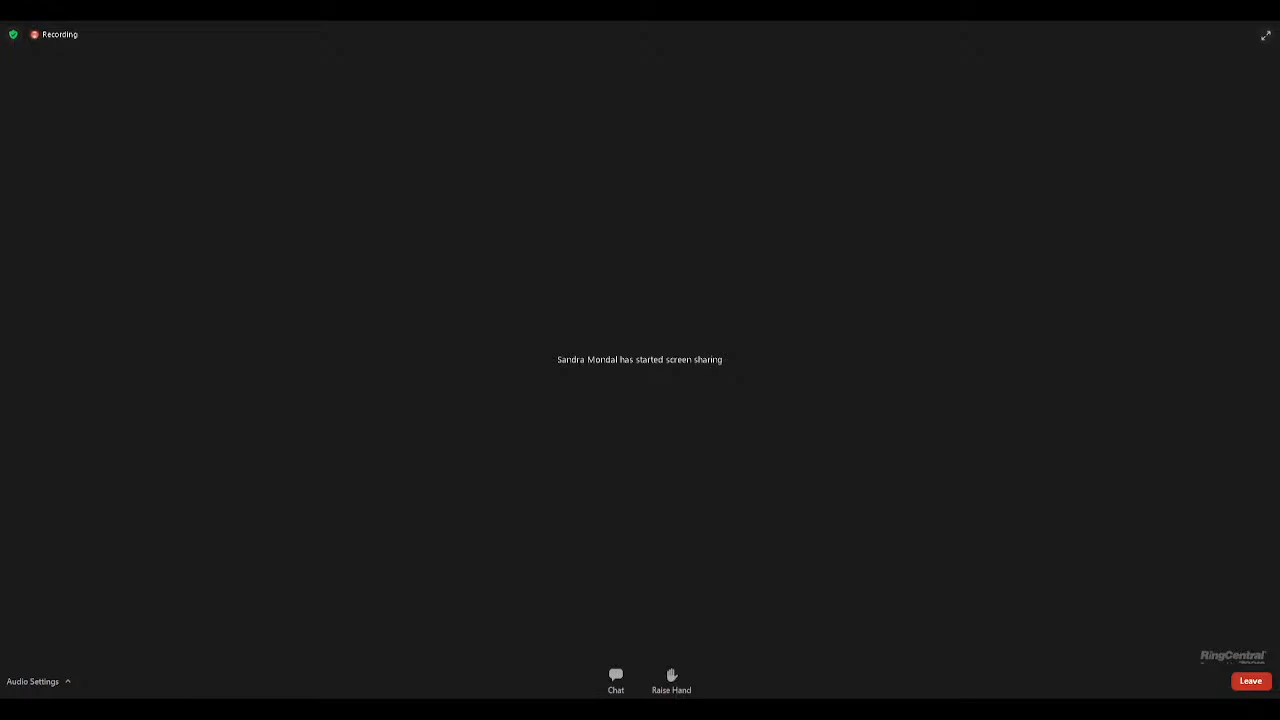 Recording
Sandra Mondal has started screen sharing
RingCentral
Audio Settings
Chat
Raise Hand
Leave